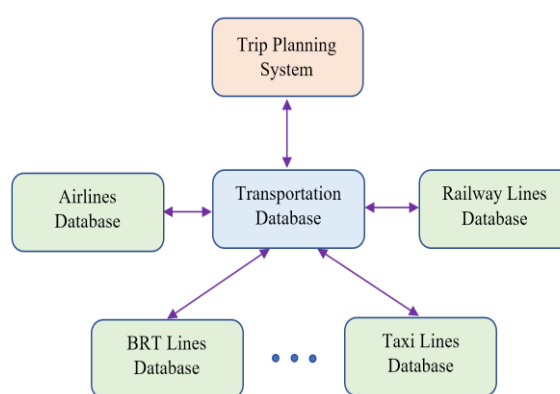 Trip Planning
System
Airlines
Database
Transportation
Database
Railway Lines
Database
BRT Lines
Database
Taxi Lines
Database